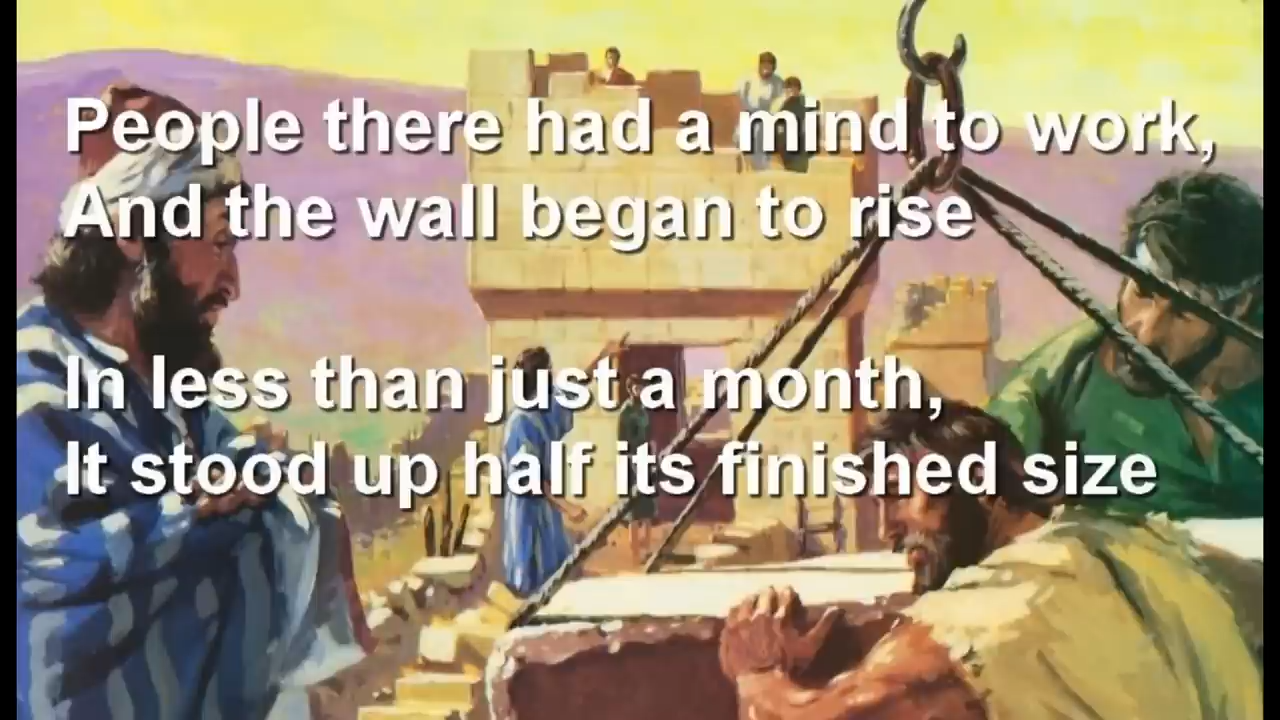 People there had a mind to work,
And the wall began to rise
In less than just a month,
It stood up half its finished size